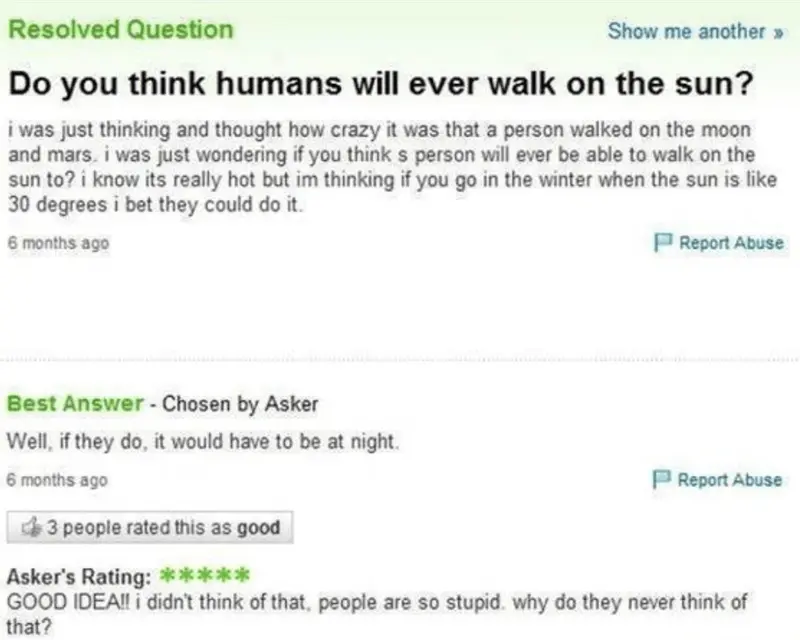 Resolved Question
Show me another »
Do you think humans will ever walk on the sun?
i was just thinking and thought how crazy it was that a person walked on the moon
and mars. i was just wondering if you think s person will ever be able to walk on the
sun to? i know its really hot but im thinking if you go in the winter when the sun is like
30 degrees i bet they could do it.
6 months ago
Report Abuse
Best Answer - Chosen by Asker
Well, if they do, it would have to be at night.
6 months ago
Report Abuse
3 people rated this as good
Asker's Rating: *****
GOOD IDEA!! i didn't think of that, people are so stupid. why do they never think of
that?